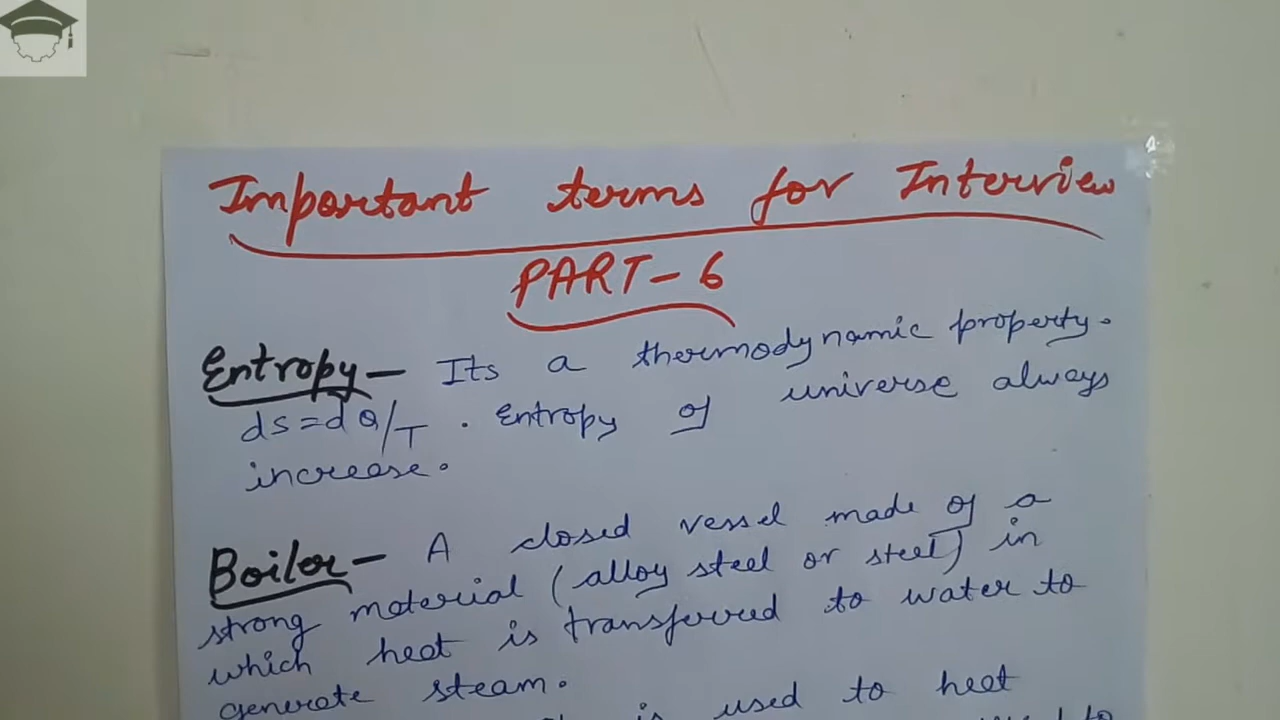 Important terms for Interview
PART-6
Entropy- Its a thermodynamic property.
ds=dQ/T . Entropy of universe always
increase.
Boiler- A closed vessel made of a
strong material (alloy steel or steel) in
which heat is transferred to water to
generate steam.
is used to heat